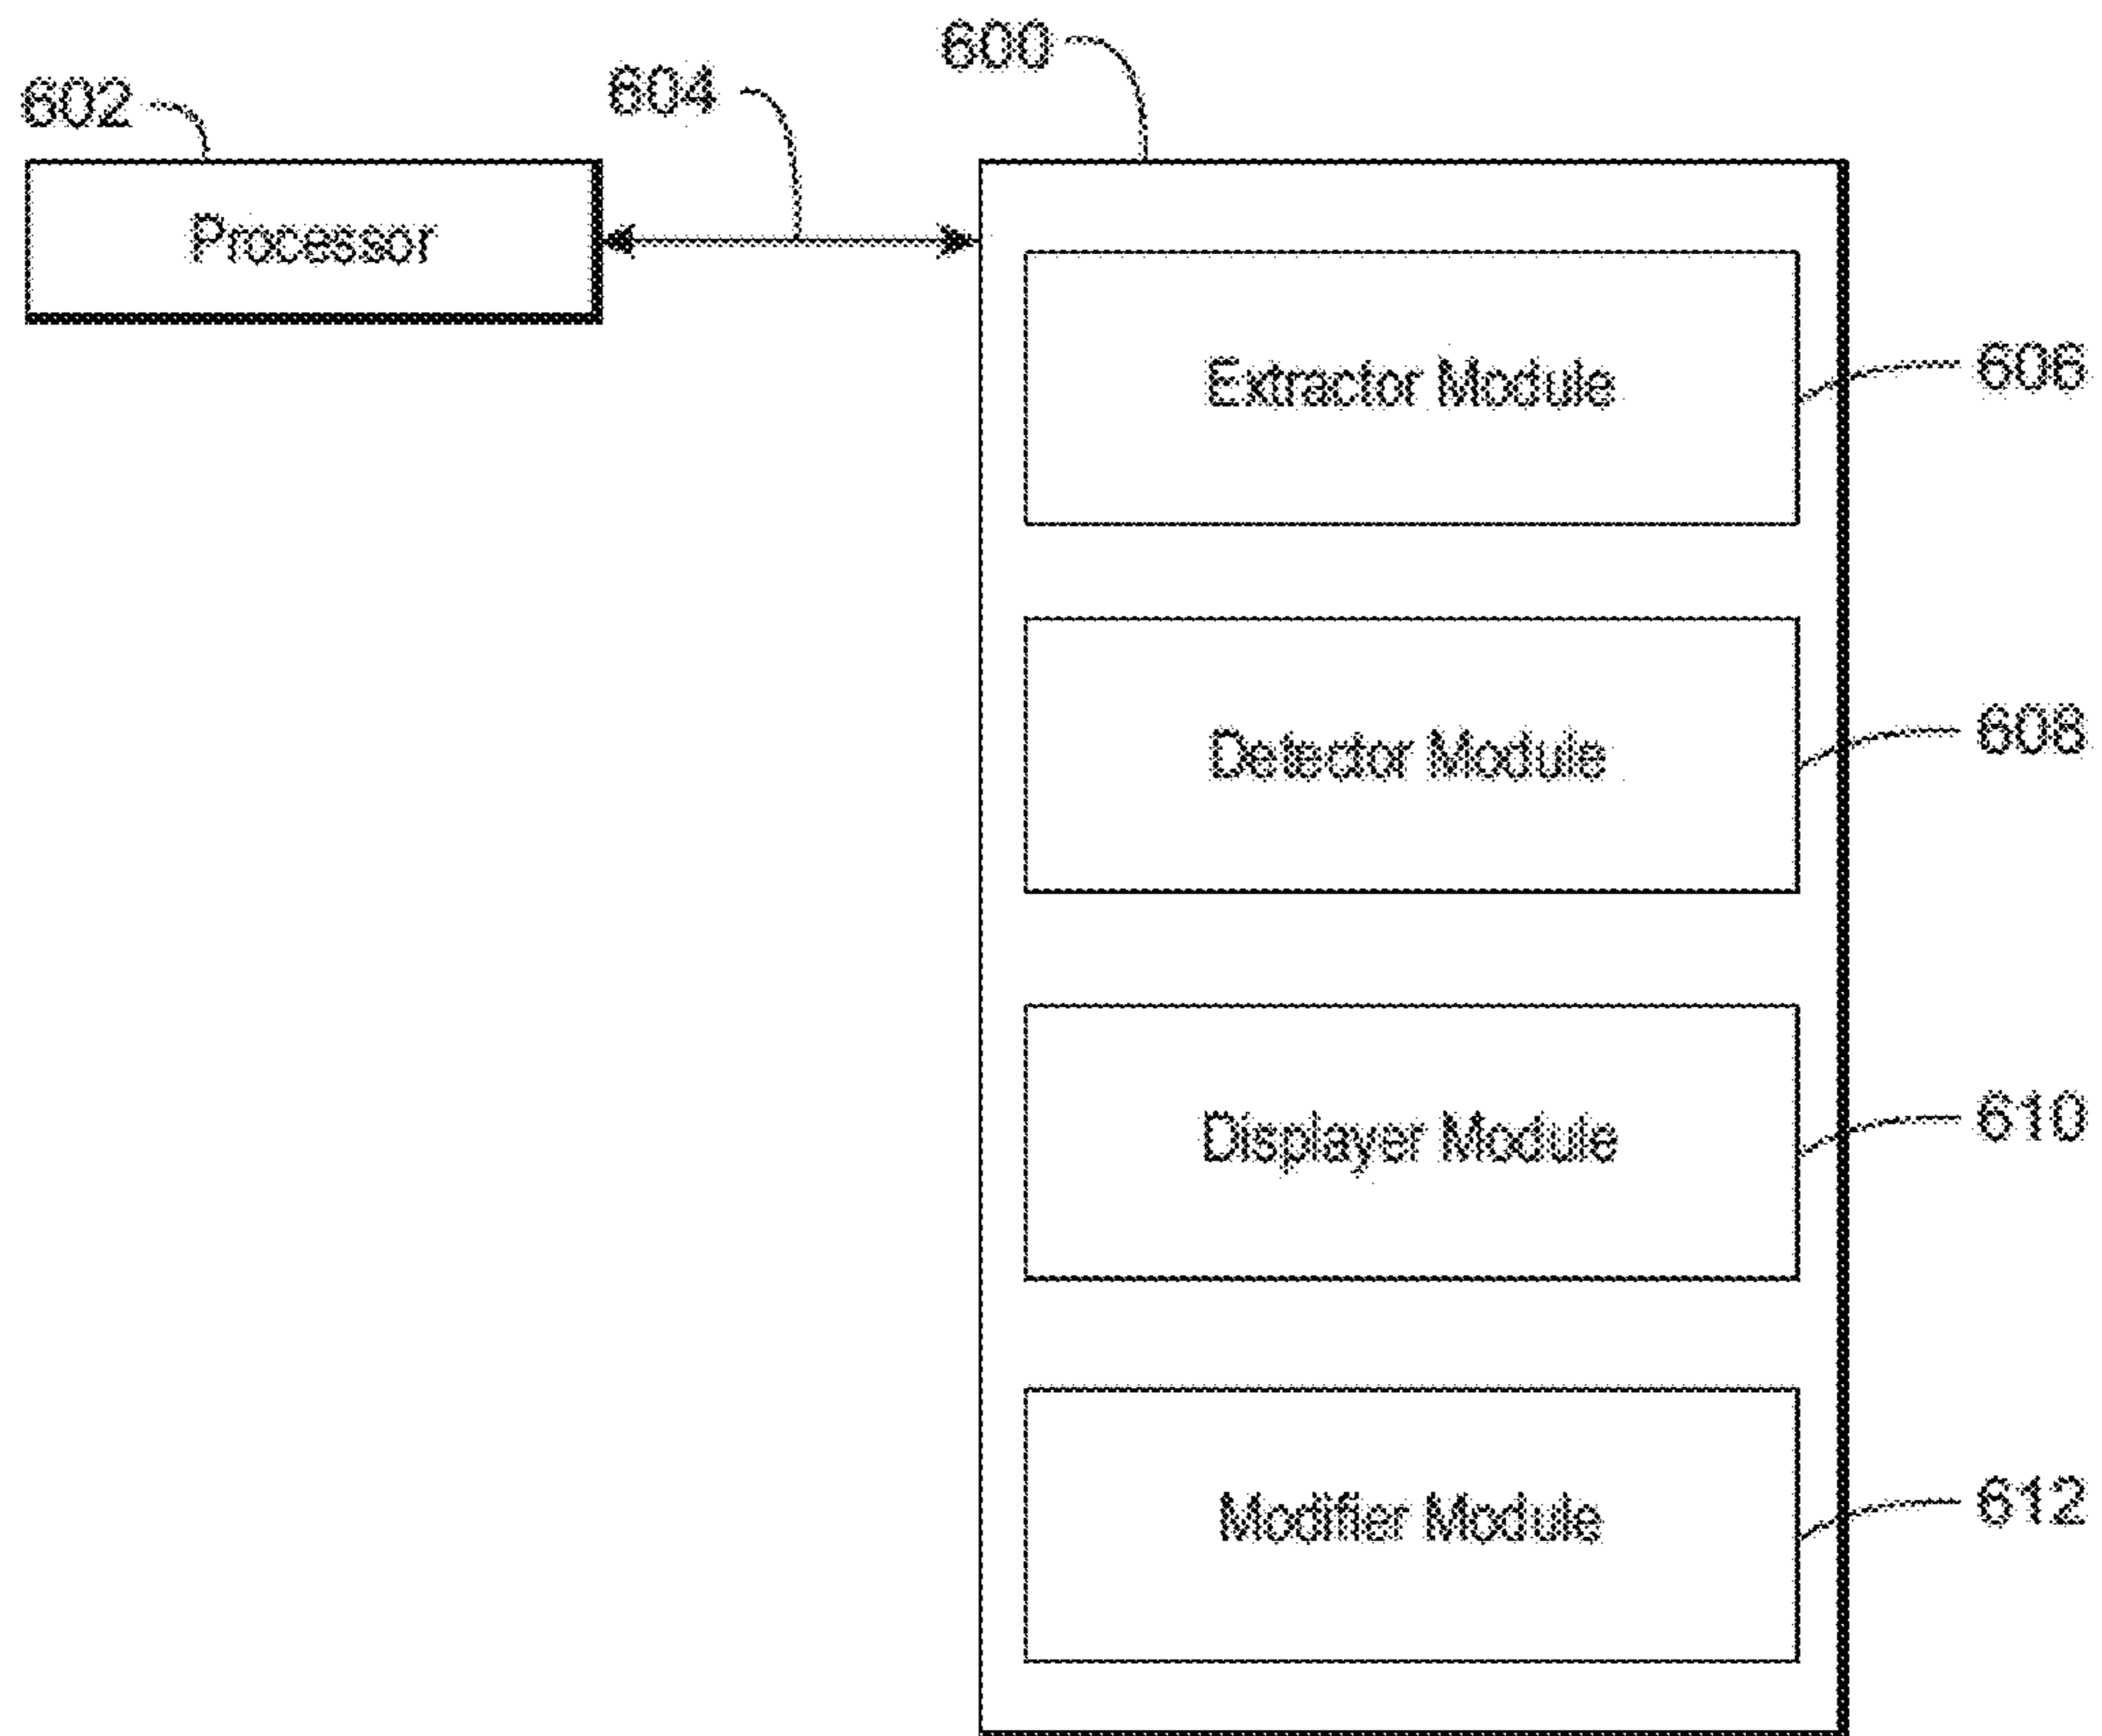 600
604
602
Processor
Extractor Module
606
Detector Module
608
Displayer Module
610
Modifier Module
612